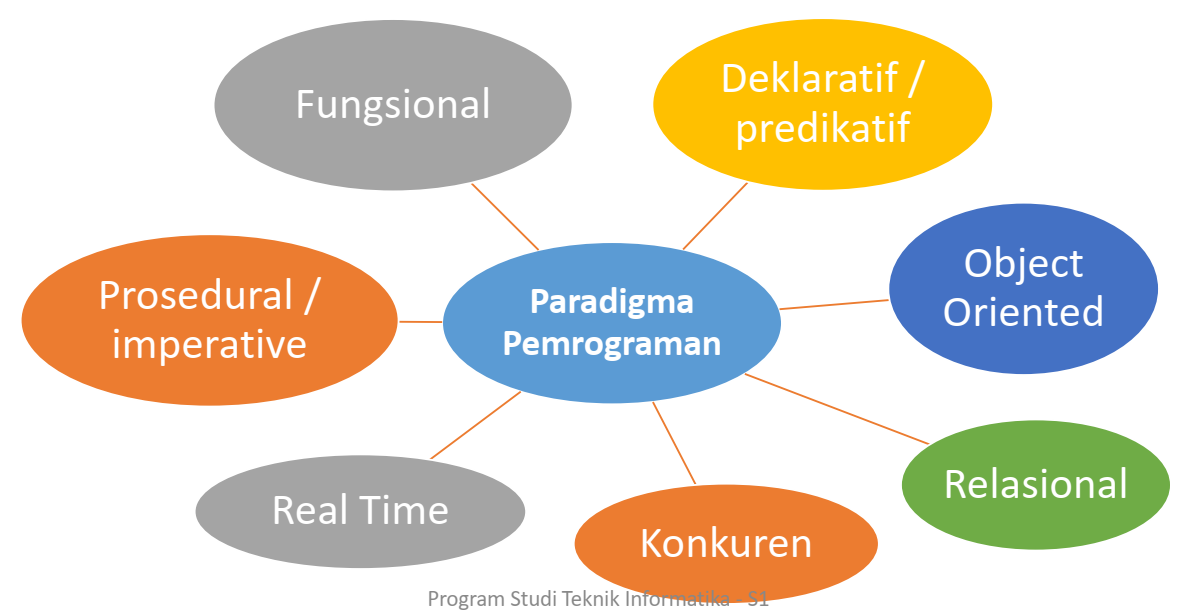 Fungsional
Deklaratif /
predikatif
Object
Oriented
Prosedural /
imperative
Paradigma
Pemrograman
Relasional
Real Time
Konkuren
Program Studi Teknik Informatika - S1